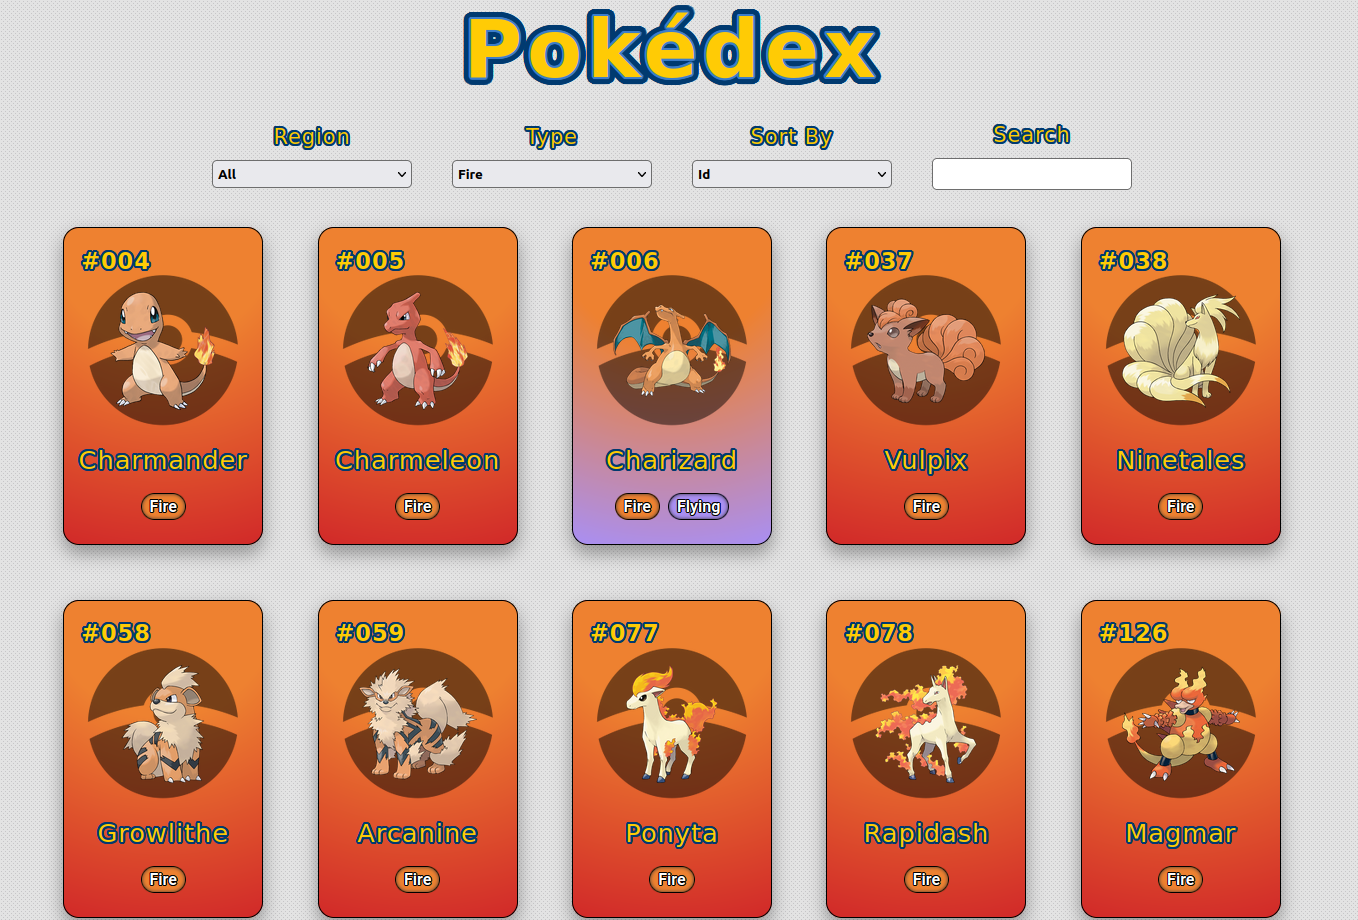 Pokédex
Region Type Sort By Search
All Fire Id
#004 #005 #006 #037 #038
Charmander Charmeleon Charizard Vulpix Ninetales
Fire Fire Fire Flying Fire Fire
#058 #059 #077 #078 #126
Growlithe Arcanine Ponyta Rapidash Magmar
Fire Fire Fire Fire Fire